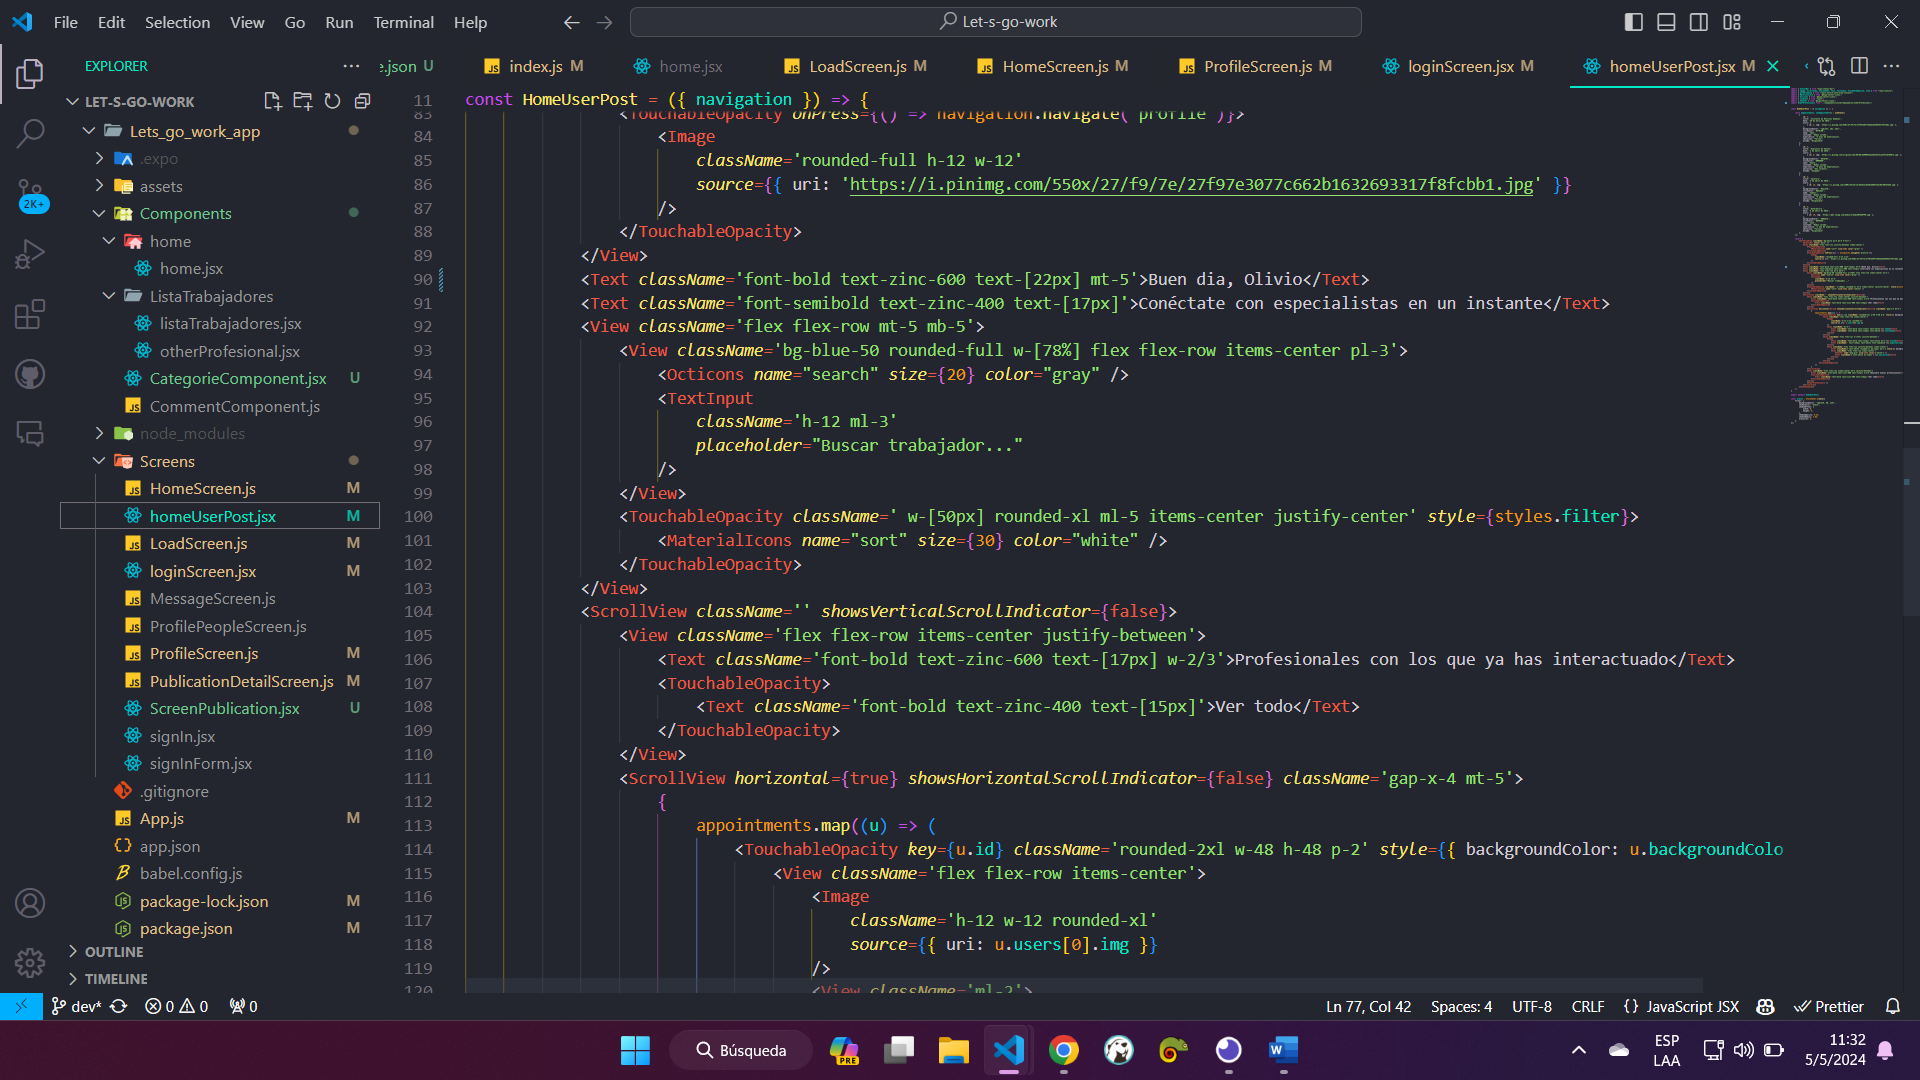 File Edit Selection View Go Run Terminal Help
Let-s-go-work
EXPLORER
e.json U
index.js M
home.jsx
LoadScreen.js M
HomeScreen.js M
ProfileScreen.js M
loginScreen.jsx M
homeUserPost.jsx M
LET-S-GO-WORK
Lets_go_work_app
.expo
assets
Components
home
home.jsx
ListaTrabajadores
listaTrabajadores.jsx
otherProfesional.jsx
CategorieComponent.jsx U
CommentComponent.js
node_modules
Screens
HomeScreen.js M
homeUserPost.jsx M
LoadScreen.js M
loginScreen.jsx M
MessageScreen.js
ProfilePeopleScreen.js
ProfileScreen.js M
PublicationDetailScreen.js M
ScreenPublication.jsx U
signIn.jsx
signInForm.jsx
.gitignore
App.js M
app.json
babel.config.js
package-lock.json M
package.json M
OUTLINE
TIMELINE
2K+
11 const HomeUserPost = ({ navigation }) => {
83 <TouchableOpacity onPress={() => navigation.navigate('profile')}>
84 <Image
85 className='rounded-full h-12 w-12'
86 source={{ uri: 'https://i.pinimg.com/550x/27/f9/7e/27f97e3077c662b1632693317f8fcbb1.jpg' }}
87 />
88 </TouchableOpacity>
89 </View>
90 <Text className='font-bold text-zinc-600 text-[22px] mt-5'>Buen dia, Olivio</Text>
91 <Text className='font-semibold text-zinc-400 text-[17px]'>Conéctate con especialistas en un instante</Text>
92 <View className='flex flex-row mt-5 mb-5'>
93 <View className='bg-blue-50 rounded-full w-[78%] flex flex-row items-center pl-3'>
94 <Octicons name="search" size={20} color="gray" />
95 <TextInput
96 className='h-12 ml-3'
97 placeholder="Buscar trabajador..."
98 />
99 </View>
100 <TouchableOpacity className=' w-[50px] rounded-xl ml-5 items-center justify-center' style={styles.filter}>
101 <MaterialIcons name="sort" size={30} color="white" />
102 </TouchableOpacity>
103 </View>
104 <ScrollView className='' showsVerticalScrollIndicator={false}>
105 <View className='flex flex-row items-center justify-between'>
106 <Text className='font-bold text-zinc-600 text-[17px] w-2/3'>Profesionales con los que ya has interactuado</Text>
107 <TouchableOpacity>
108 <Text className='font-bold text-zinc-400 text-[15px]'>Ver todo</Text>
109 </TouchableOpacity>
110 </View>
111 <ScrollView horizontal={true} showsHorizontalScrollIndicator={false} className='gap-x-4 mt-5'>
112 {
113 appointments.map((u) => (
114 <TouchableOpacity key={u.id} className='rounded-2xl w-48 h-48 p-2' style={{ backgroundColor: u.backgroundColo
115 <View className='flex flex-row items-center'>
116 <Image
117 className='h-12 w-12 rounded-xl'
118 source={{ uri: u.users[0].img }}
119 />
120 <View className='ml-2'>
dev* 0 0 0
Ln 77, Col 42 Spaces: 4 UTF-8 CRLF {} JavaScript JSX Prettier
Búsqueda
PRE
ESP
LAA
11:32
5/5/2024